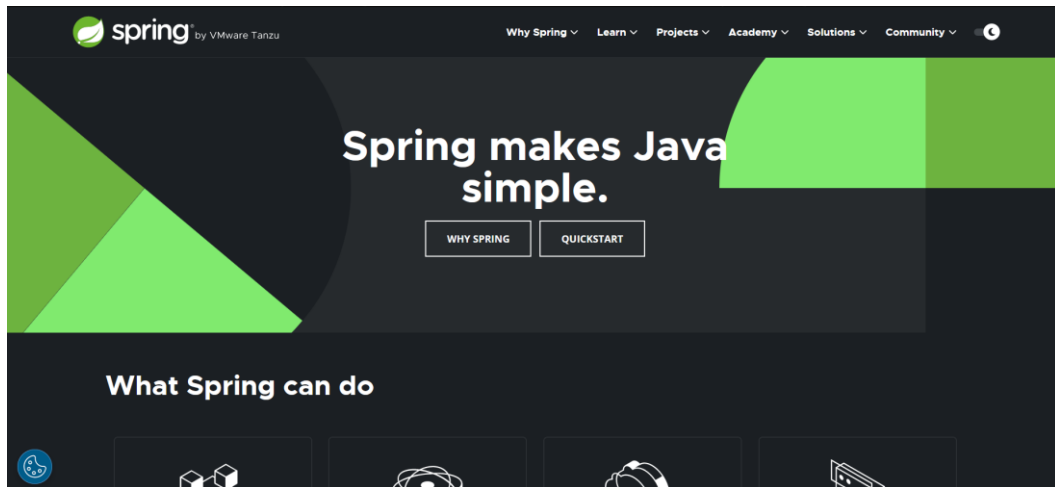 spring by VMware Tanzu
Why Spring Learn Projects Academy Solutions Community
Spring makes Java
simple.
WHY SPRING QUICKSTART
What Spring can do